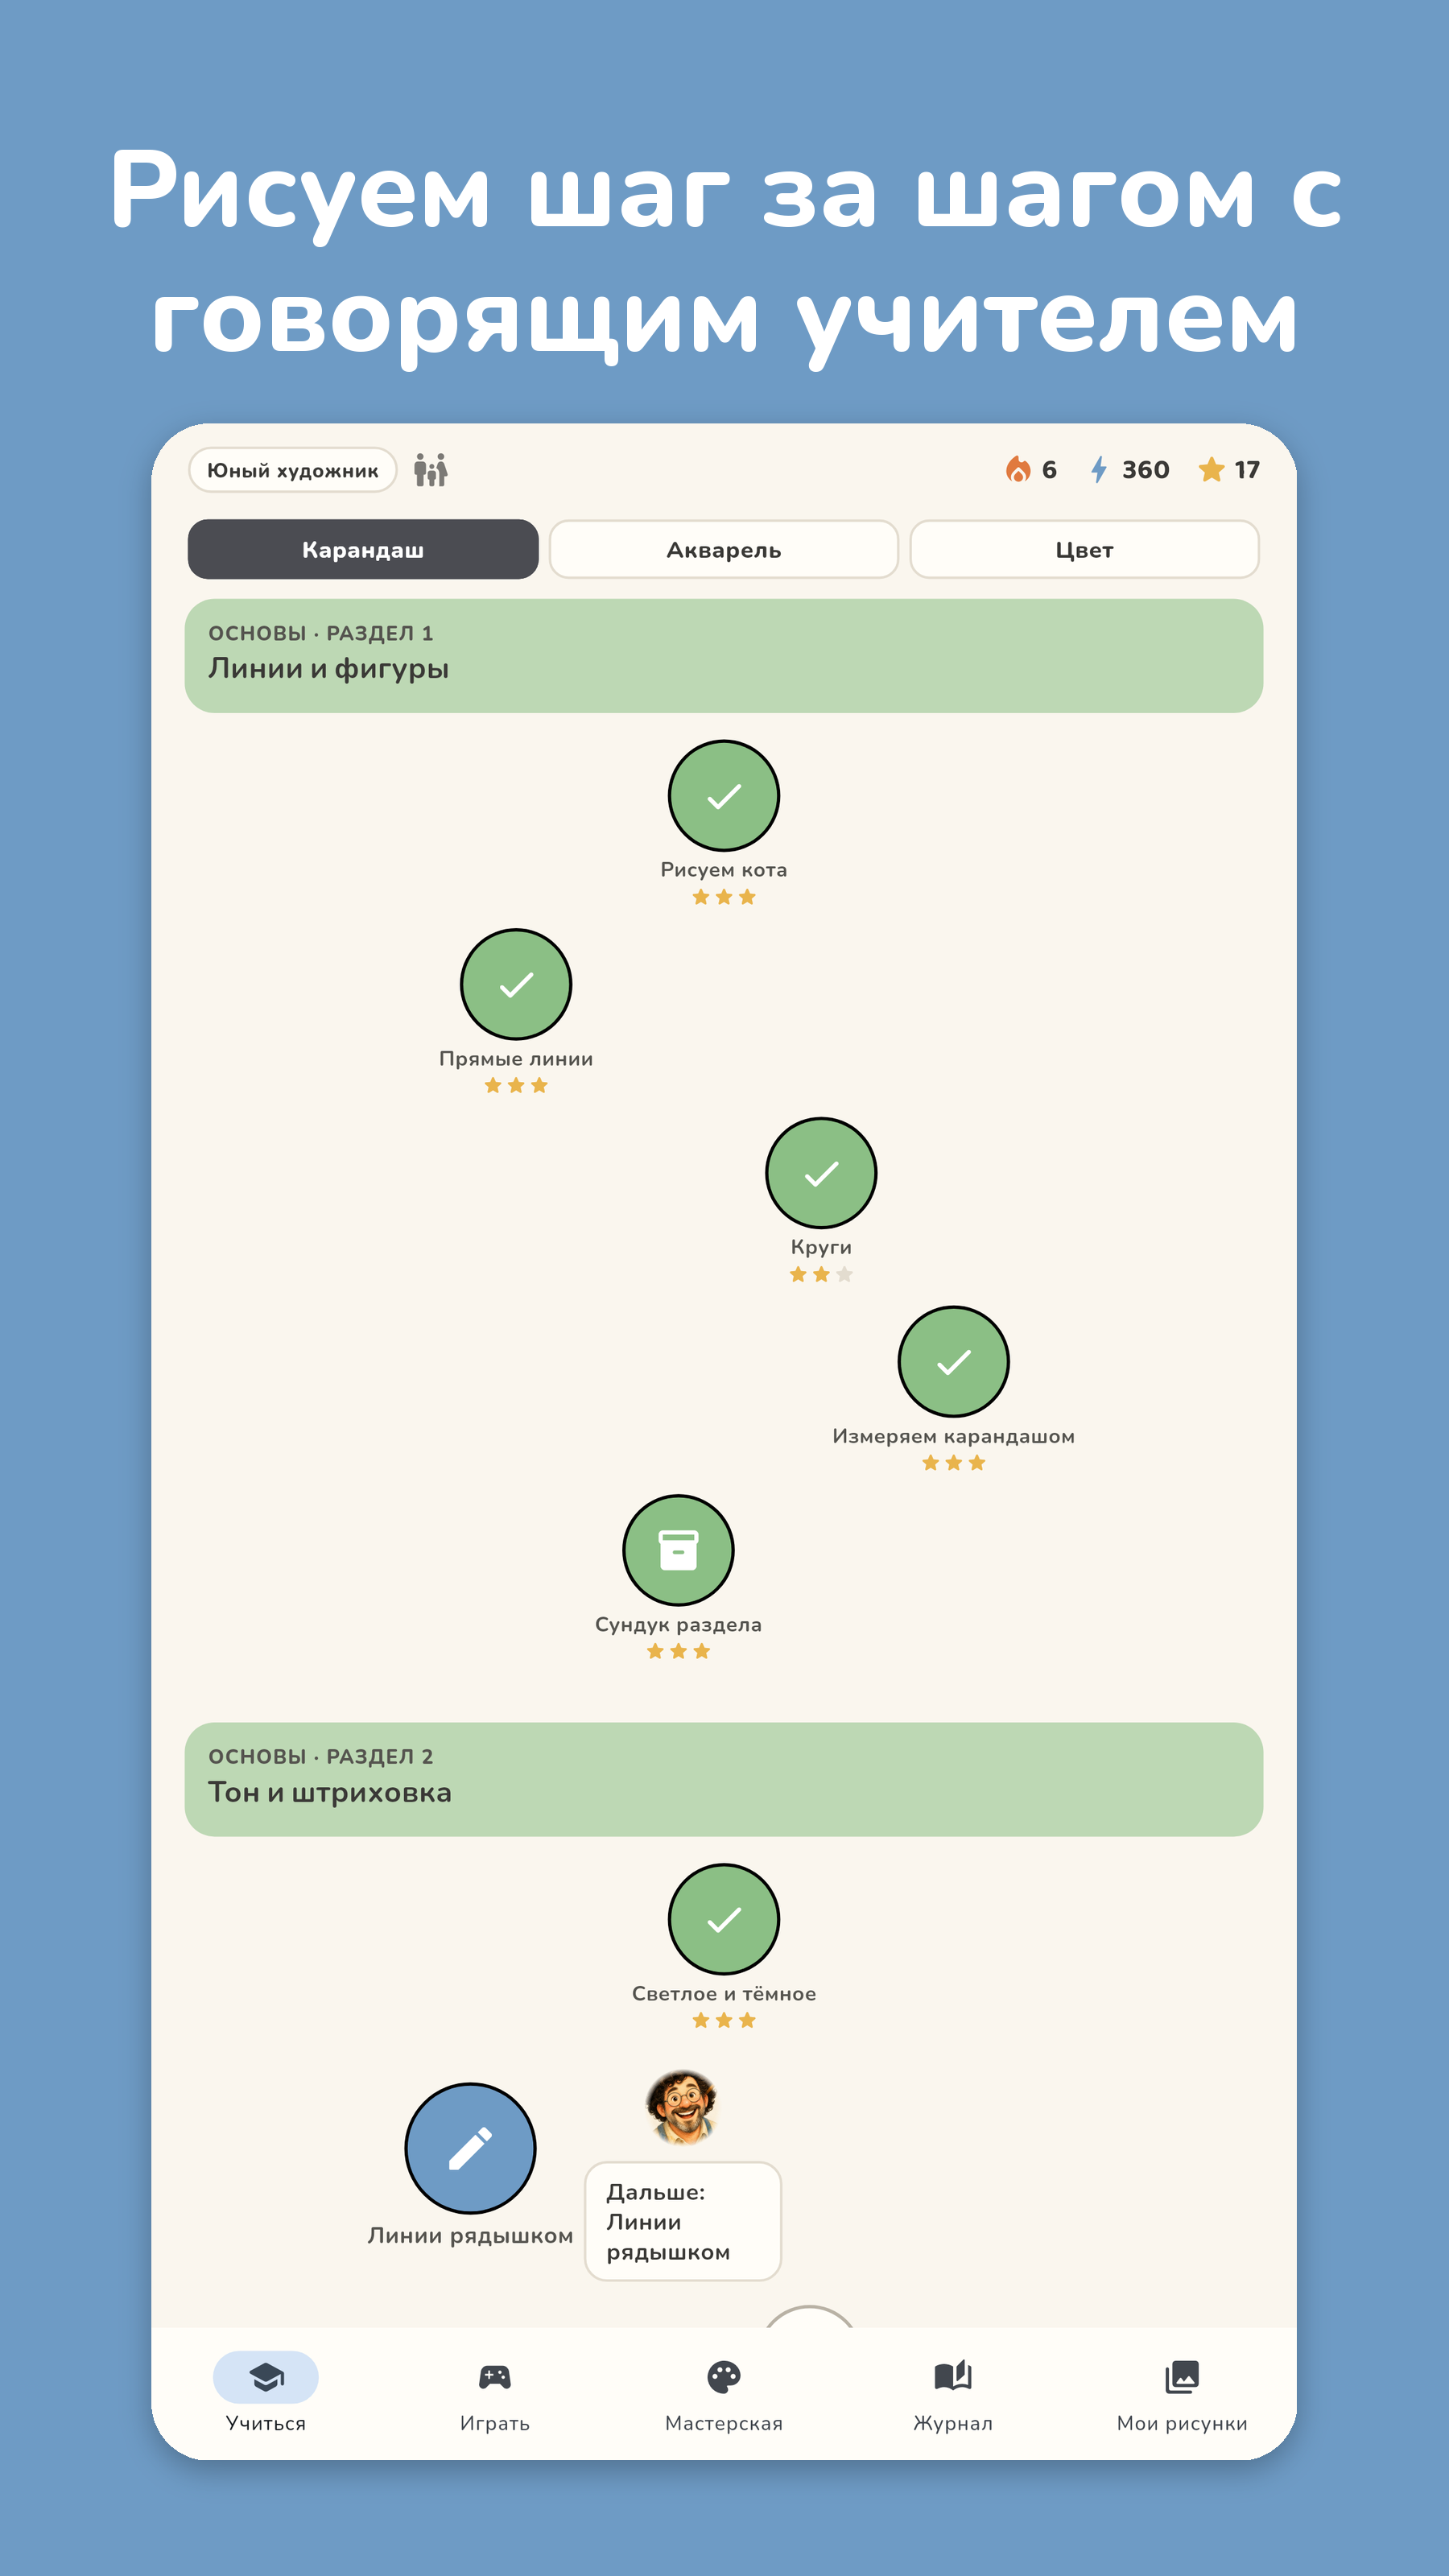 Рисуем шаг за шагом с
говорящим учителем
Юный художник
6
360
17
Карандаш
Акварель
Цвет
ОСНОВЫ · РАЗДЕЛ 1
Линии и фигуры
Рисуем кота
Прямые линии
Круги
Измеряем карандашом
Сундук раздела
ОСНОВЫ · РАЗДЕЛ 2
Тон и штриховка
Светлое и тёмное
Линии рядышком
Дальше:
Линии
рядышком
Учиться
Играть
Мастерская
Журнал
Мои рисунки